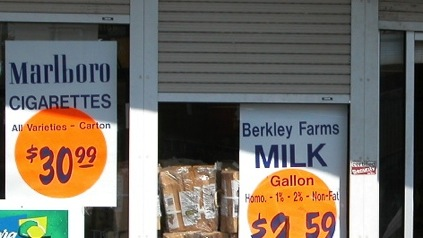 Marlboro
CIGARETTES
All Varieties - Carton
$30.99
Berkley Farms
MILK
Gallon
Homo. - 1% - 2% - Non-Fat